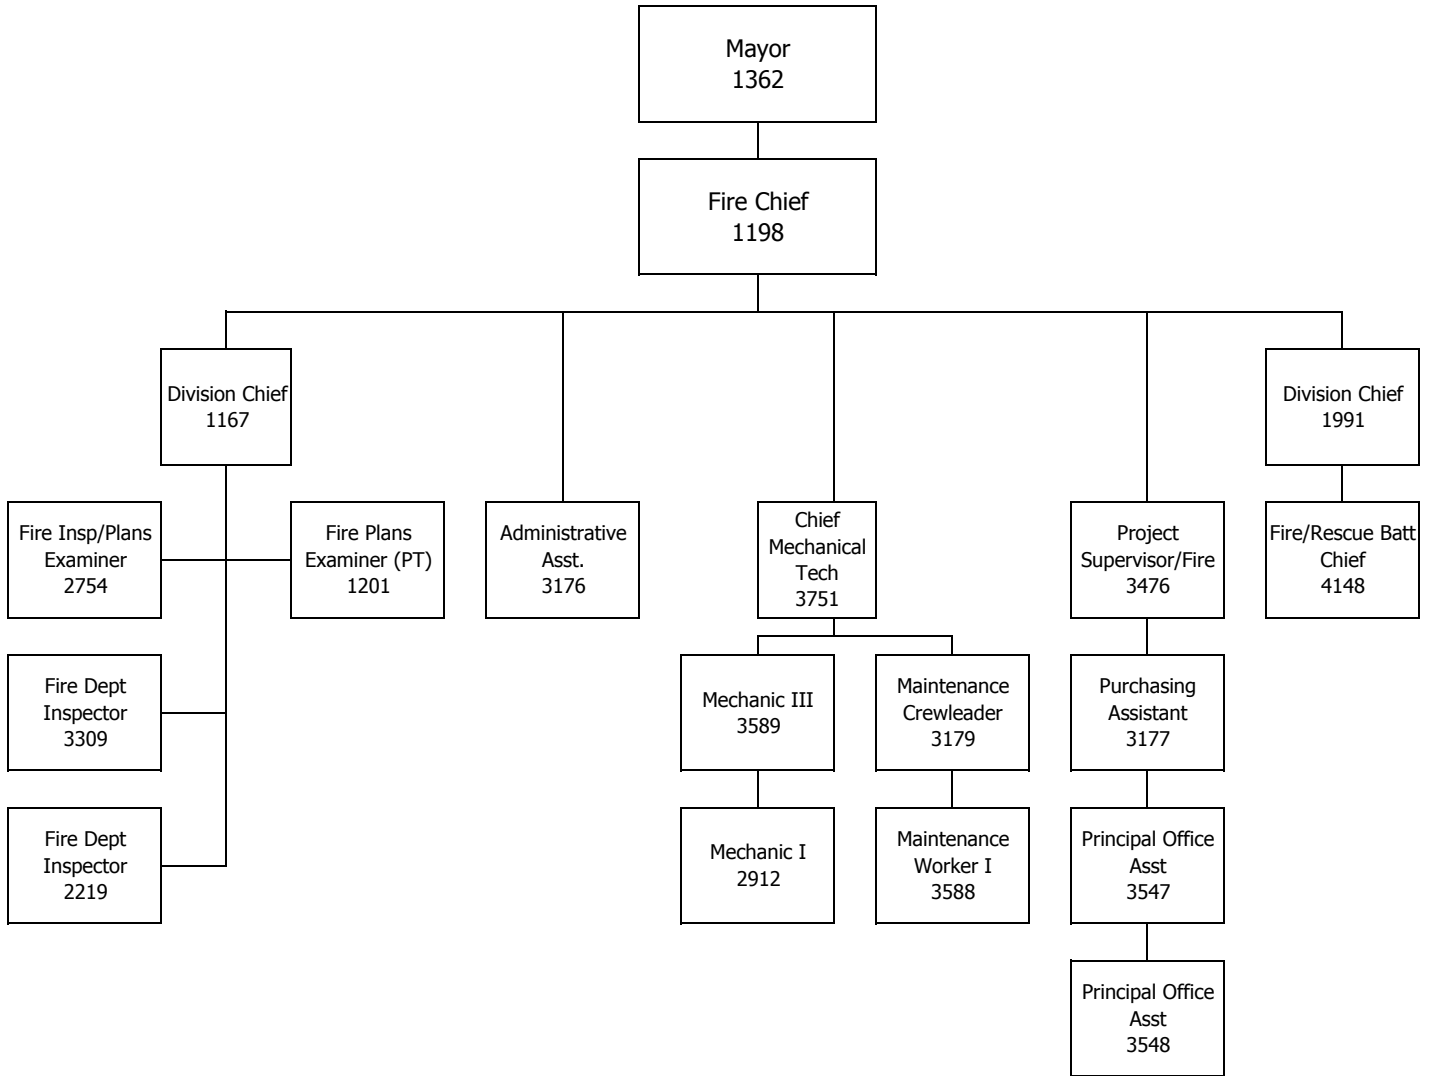 Mayor
1362
Fire Chief
1198
Division Chief
1167
Division Chief
1991
Fire Insp/Plans
Examiner
2754
Fire Plans
Examiner (PT)
1201
Administrative
Asst.
3176
Chief
Mechanical
Tech
3751
Project
Supervisor/Fire
3476
Fire/Rescue Batt
Chief
4148
Fire Dept
Inspector
3309
Mechanic III
3589
Maintenance
Crewleader
3179
Purchasing
Assistant
3177
Fire Dept
Inspector
2219
Mechanic I
2912
Maintenance
Worker I
3588
Principal Office
Asst
3547
Principal Office
Asst
3548